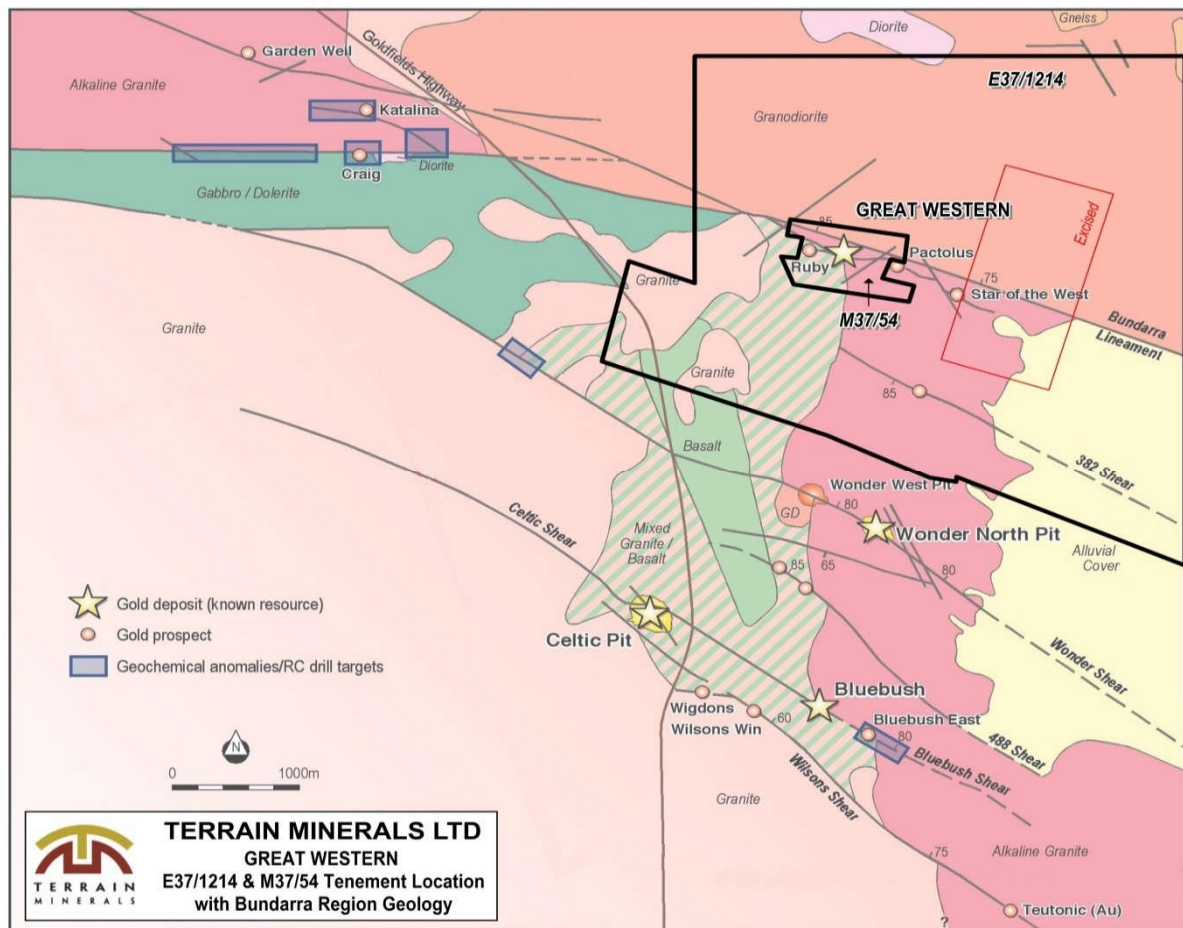 Garden Well
Alkaline Granite
Katalina
Craig
Diorite
Gabbro / Dolerite
Goldfields Highway
Diorite
Gneiss
E37/1214
Granodiorite
Excised
GREAT WESTERN
85
Ruby
Pactolus
75
Star of the West
M37/54
Bundarra
Lineament
Granite
Granite
Granite
85
382 Shear
Basalt
Wonder West Pit
80
GD
Wonder North Pit
Celtic Shear
Mixed
Granite /
Basalt
85
65
80
Alluvial
Cover
Celtic Pit
Wonder Shear
Gold deposit (known resource)
Gold prospect
Geochemical anomalies/RC drill targets
Bluebush
Wigdons
Wilsons Win
60
Bluebush East
80
488 Shear
Bluebush Shear
Wilsons Shear
N
0 1000m
Granite
75
Alkaline Granite
Teutonic (Au)
?
TERRAIN
MINERALS
TERRAIN MINERALS LTD
GREAT WESTERN
E37/1214 & M37/54 Tenement Location
with Bundarra Region Geology